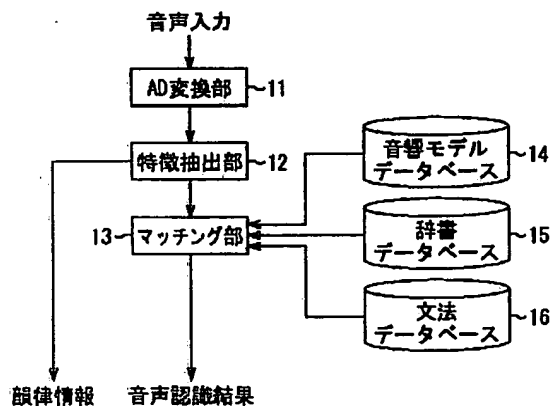 音声入力
AD変換部 11
特徴抽出部 12
13 マッチング部
音響モデル
データベース 14
辞書
データベース 15
文法
データベース 16
韻律情報
音声認識結果